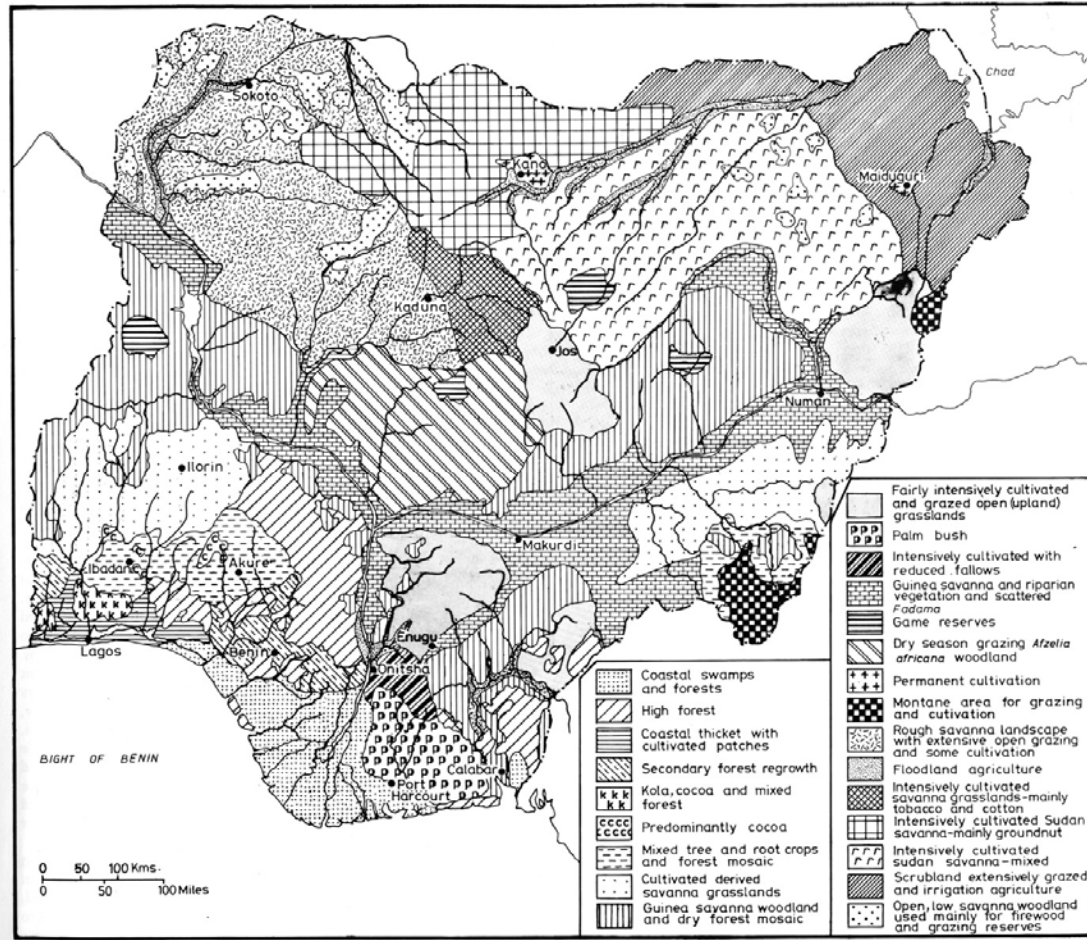 L. Chad
Sokoto
Kano
Maiduguri
Kaduna
Jos
Numan
Ilorin
Makurdi
Ibadan
Akure
Enugu
Lagos
Benin
Onitsha
Calabar
Port
Harcourt
BIGHT OF BENIN
0 50 100 Kms.
0 50 100 Miles
Coastal swamps
and forests
High forest
Coastal thicket with
cultivated patches
Secondary forest regrowth
Kola, cocoa and mixed
forest
Predominantly cocoa
Mixed tree and root crops
and forest mosaic
Cultivated derived
savanna grasslands
Guinea savanna woodland
and dry forest mosaic
Fairly intensively cultivated
and grazed open (upland)
grasslands
Palm bush
Intensively cultivated with
reduced fallows
Guinea savanna and riparian
vegetation and scattered
Fadama
Game reserves
Dry season grazing Afzelia
africana woodland
Permanent cultivation
Montane area for grazing
and cutivation
Rough savanna landscape
with extensive open grazing
and some cultivation
Floodland agriculture
Intensively cultivated
savanna grasslands-mainly
tobacco and cotton
Intensively cultivated Sudan
savanna-mainly groundnut
Intensively cultivated
sudan savanna-mixed
Scrubland extensively grazed
and irrigation agriculture
Open, low savanna woodland
used mainly for firewood
and grazing reserves